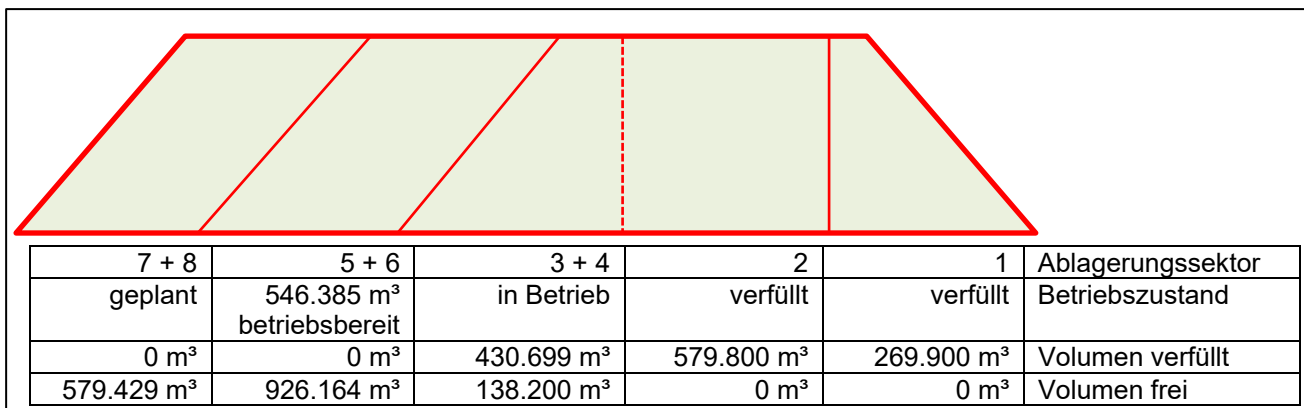 7 + 8 5 + 6 3 + 4 2 1 Ablagerungssektor
geplant 546.385 m³ in Betrieb verfüllt verfüllt Betriebszustand
betriebsbereit
0 m³ 0 m³ 430.699 m³ 579.800 m³ 269.900 m³ Volumen verfüllt
579.429 m³ 926.164 m³ 138.200 m³ 0 m³ 0 m³ Volumen frei